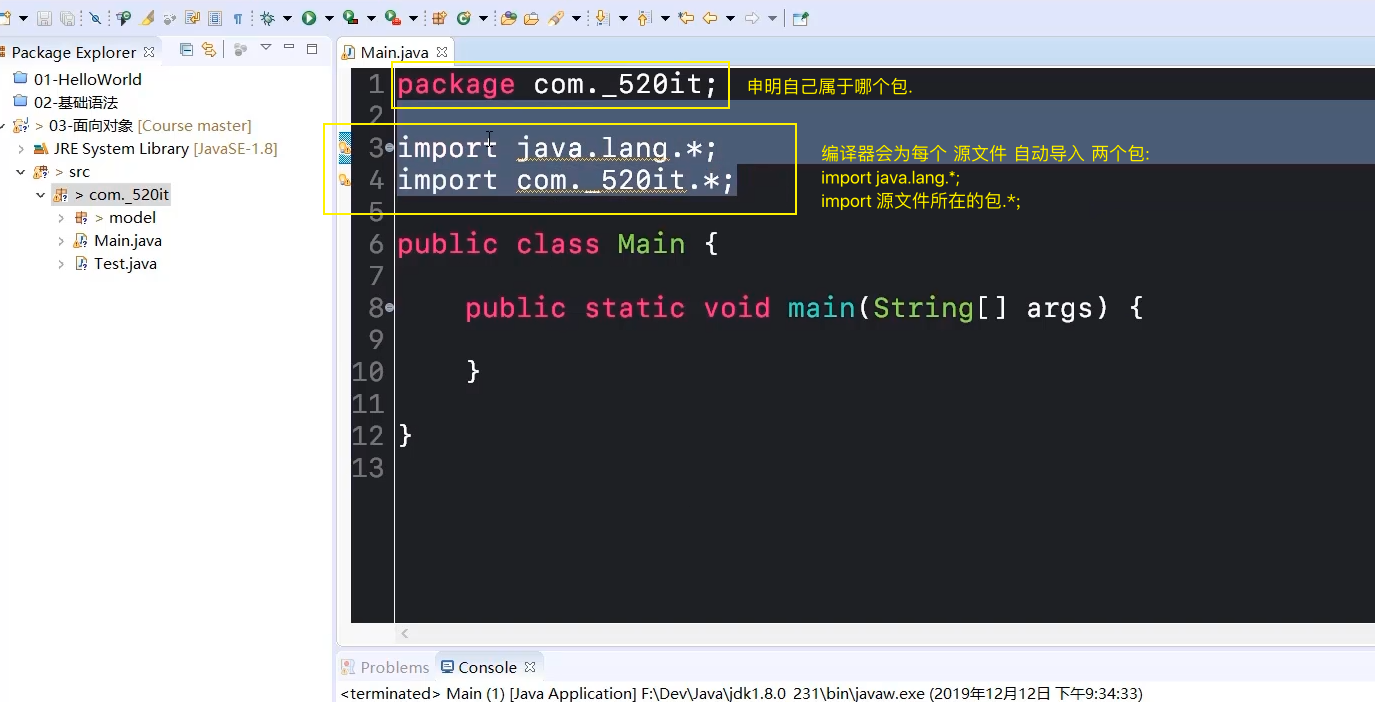 Package Explorer
Main.java
01-HelloWorld
02-基础语法
> 03-面向对象 [Course master]
JRE System Library [JavaSE-1.8]
> src
> com._520it
> model
Main.java
Test.java
1 package com._520it;
申明自己属于哪个包.
2
3 import java.lang.*;
4 import com._520it.*;
编译器会为每个 源文件 自动导入 两个包:
import java.lang.*;
import 源文件所在的包.*;
5
6 public class Main {
7
8 public static void main(String[] args) {
9
10 }
11
12 }
13
Problems
Console
<terminated> Main (1) [Java Application] F:\Dev\Java\jdk1.8.0_231\bin\javaw.exe (2019年12月12日 下午9:34:33)